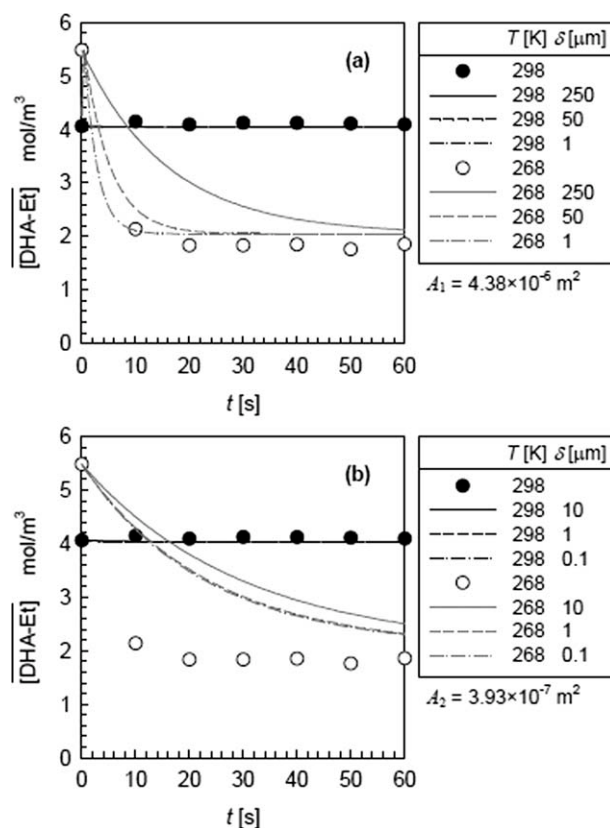 (a)
6
5
4
3
2
1
0
[DHA-Et] mol/m³
0 10 20 30 40 50 60
t [s]
T [K] δ [μm]
298
298 250
298 50
298 1
268
268 250
268 50
268 1
A₁ = 4.38×10⁻⁶ m²
(b)
6
5
4
3
2
1
0
[DHA-Et] mol/m³
0 10 20 30 40 50 60
t [s]
T [K] δ [μm]
298
298 10
298 1
298 0.1
268
268 10
268 1
268 0.1
A₂ = 3.93×10⁻⁷ m²